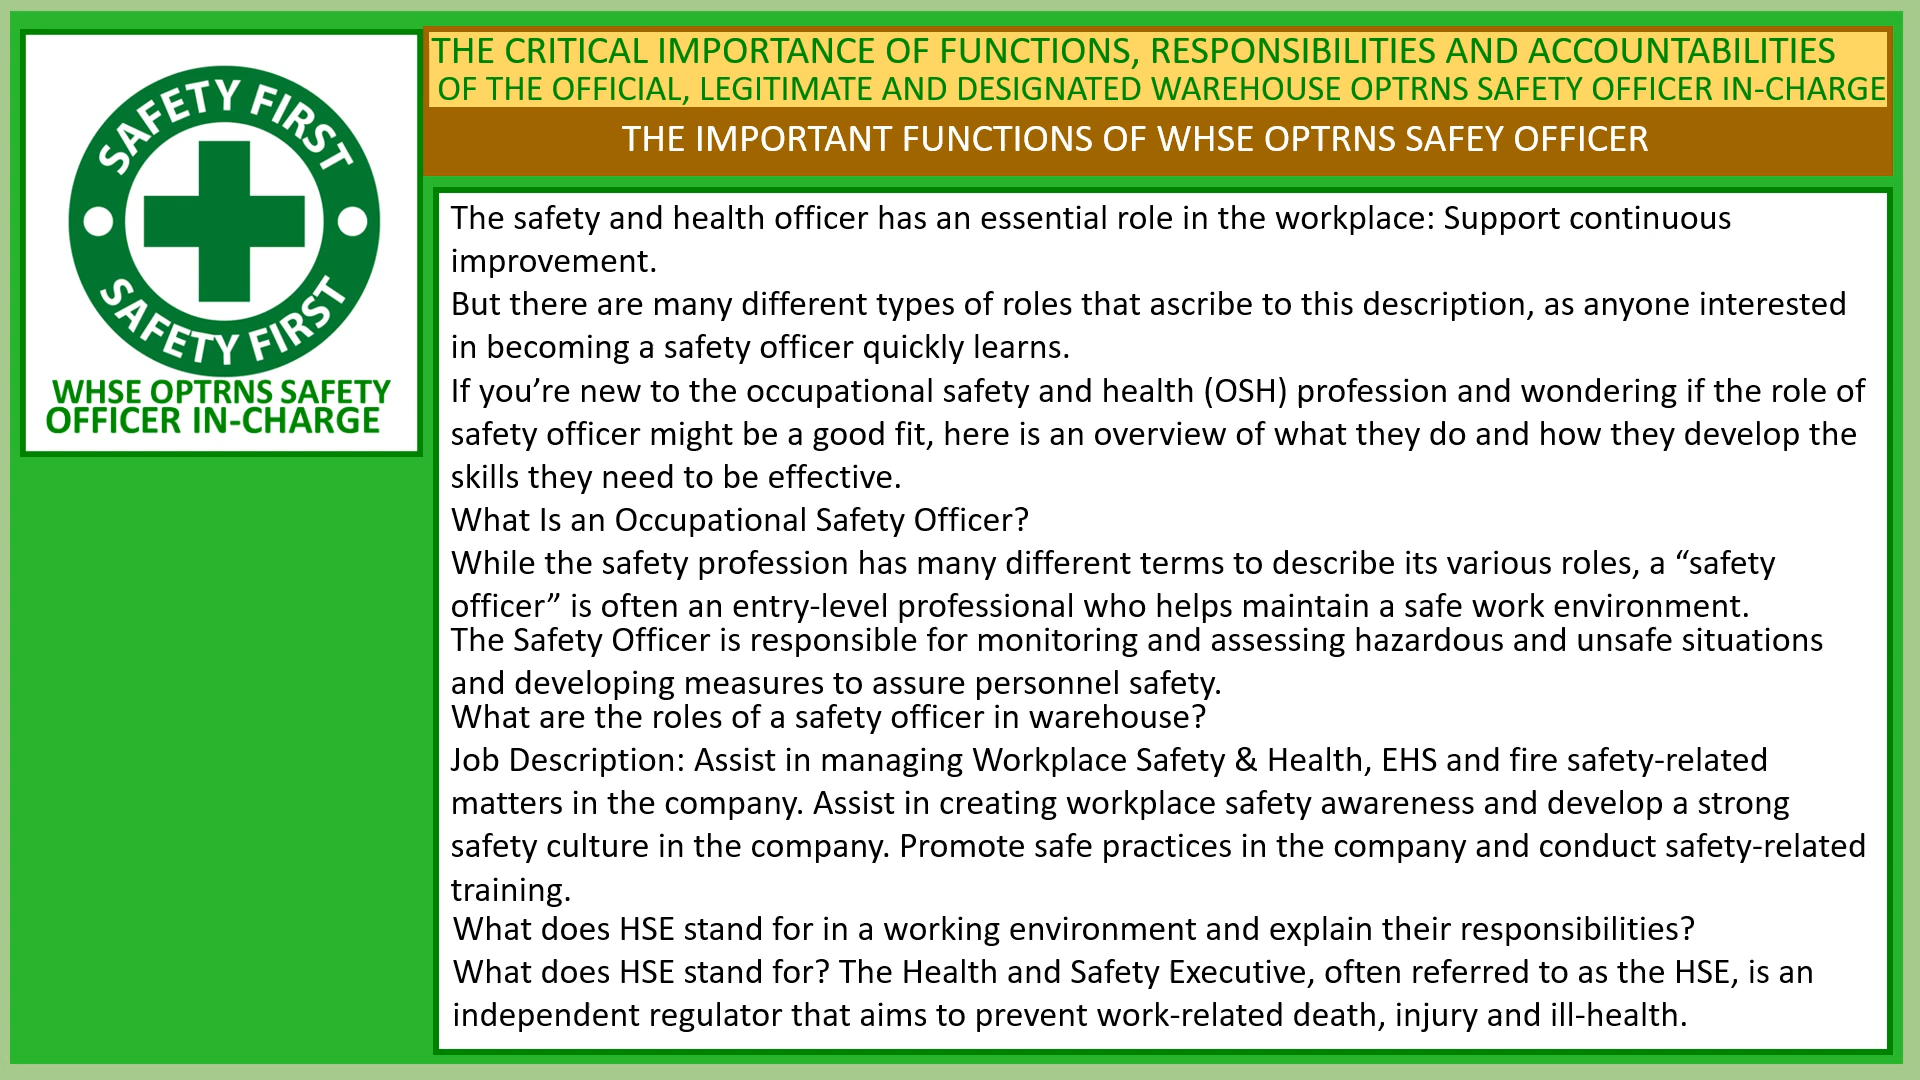 SAFETY FIRST
SAFETY FIRST
WHSE OPTRNS SAFETY
OFFICER IN-CHARGE
THE CRITICAL IMPORTANCE OF FUNCTIONS, RESPONSIBILITIES AND ACCOUNTABILITIES
OF THE OFFICIAL, LEGITIMATE AND DESIGNATED WAREHOUSE OPTRNS SAFETY OFFICER IN-CHARGE
THE IMPORTANT FUNCTIONS OF WHSE OPTRNS SAFEY OFFICER
The safety and health officer has an essential role in the workplace: Support continuous
improvement.
But there are many different types of roles that ascribe to this description, as anyone interested
in becoming a safety officer quickly learns.
If you’re new to the occupational safety and health (OSH) profession and wondering if the role of
safety officer might be a good fit, here is an overview of what they do and how they develop the
skills they need to be effective.
What Is an Occupational Safety Officer?
While the safety profession has many different terms to describe its various roles, a “safety
officer” is often an entry-level professional who helps maintain a safe work environment.
The Safety Officer is responsible for monitoring and assessing hazardous and unsafe situations
and developing measures to assure personnel safety.
What are the roles of a safety officer in warehouse?
Job Description: Assist in managing Workplace Safety & Health, EHS and fire safety-related
matters in the company. Assist in creating workplace safety awareness and develop a strong
safety culture in the company. Promote safe practices in the company and conduct safety-related
training.
What does HSE stand for in a working environment and explain their responsibilities?
What does HSE stand for? The Health and Safety Executive, often referred to as the HSE, is an
independent regulator that aims to prevent work-related death, injury and ill-health.